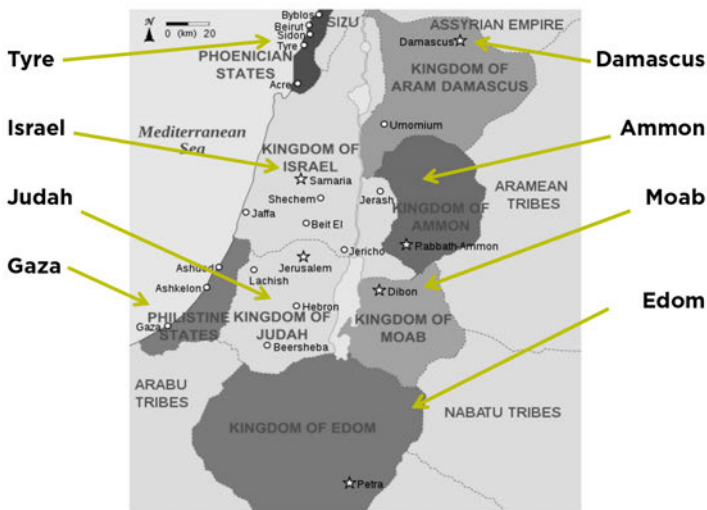 Tyre
Israel
Judah
Gaza
Damascus
Ammon
Moab
Edom
N
0 20 40
(km)
Byblos
Beirut
Sidon
Tyre
SIZU
PHOENICIAN
STATES
Acre
ASSYRIAN EMPIRE
Damascus
KINGDOM OF
ARAM DAMASCUS
Mediterranean
Sea
Umomium
KINGDOM OF
ISRAEL
Samaria
Shechem
Jerash
KINGDOM OF
AMMON
ARAMEAN
TRIBES
Jaffa
Beit El
Rabbath-Ammon
Jericho
Ashdod
Jerusalem
Lachish
Ashkelon
Dibon
Hebron
Gaza
PHILISTINE
STATES
KINGDOM OF
JUDAH
KINGDOM OF
MOAB
Beersheba
ARABU
TRIBES
NABATU TRIBES
KINGDOM OF EDOM
Petra